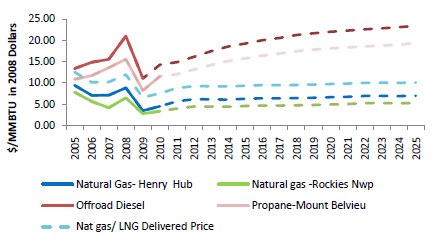 $/MMBTU in 2008 Dollars
25.00
20.00
15.00
10.00
5.00
0.00
2005 2006 2007 2008 2009 2010 2011 2012 2013 2014 2015 2016 2017 2018 2019 2020 2021 2022 2023 2024 2025
Natural Gas- Henry Hub Natural gas -Rockies Nwp
Offroad Diesel Propane-Mount Belvieu
Nat gas/ LNG Delivered Price